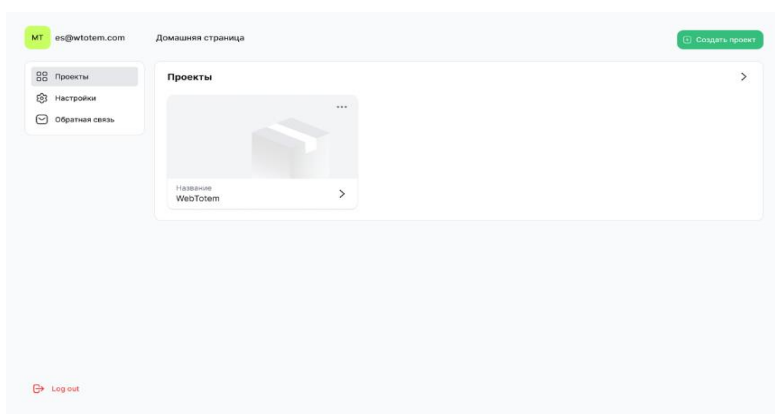 MT es@wtotem.com
Домашняя страница
Создать проект
Проекты
Настройки
Обратная связь
Проекты
Название
WebTotem
Log out